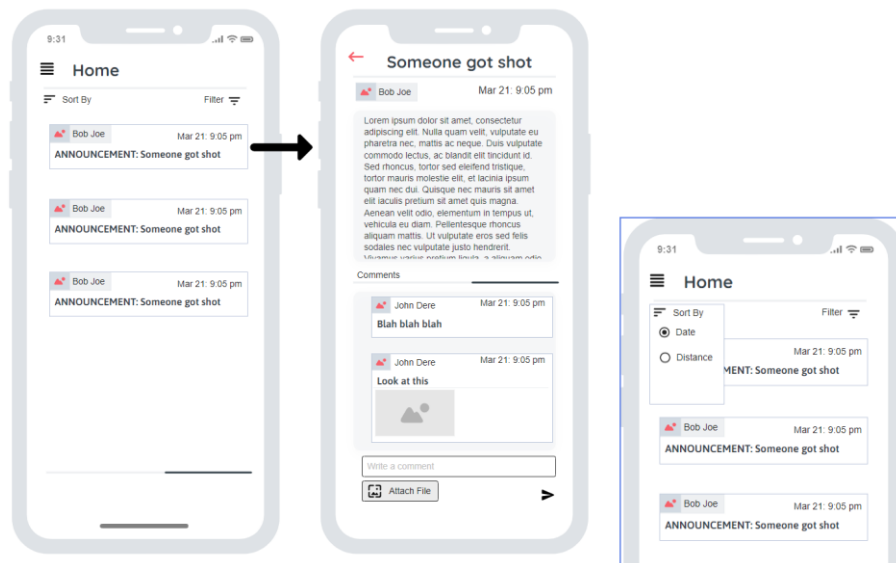 9:31
Home
Sort By Filter
Bob Joe Mar 21: 9:05 pm
ANNOUNCEMENT: Someone got shot
Bob Joe Mar 21: 9:05 pm
ANNOUNCEMENT: Someone got shot
Bob Joe Mar 21: 9:05 pm
ANNOUNCEMENT: Someone got shot
Someone got shot
Bob Joe Mar 21: 9:05 pm
Lorem ipsum dolor sit amet, consectetur
adipiscing elit. Nulla quam velit, vulputate eu
pharetra nec, mattis ac neque. Duis vulputate
commodo lectus, ac blandit elit tincidunt id.
Sed rhoncus, tortor sed eleifend tristique,
tortor mauris molestie elit, et lacinia ipsum
quam nec dui. Quisque nec mauris sit amet
elit iaculis pretium sit amet quis magna.
Aenean velit odio, elementum in tempus ut,
vehicula eu diam. Pellentesque rhoncus
aliquam mattis. Ut vulputate eros sed felis
sodales nec vulputate justo hendrerit.
Vivamus varius pretium ligula, a aliquam odio
Comments
John Dere Mar 21: 9:05 pm
Blah blah blah
John Dere Mar 21: 9:05 pm
Look at this
Write a comment
Attach File
9:31
Home
Sort By Filter
Date
Distance
Mar 21: 9:05 pm
MENT: Someone got shot
Bob Joe Mar 21: 9:05 pm
ANNOUNCEMENT: Someone got shot
Bob Joe Mar 21: 9:05 pm
ANNOUNCEMENT: Someone got shot